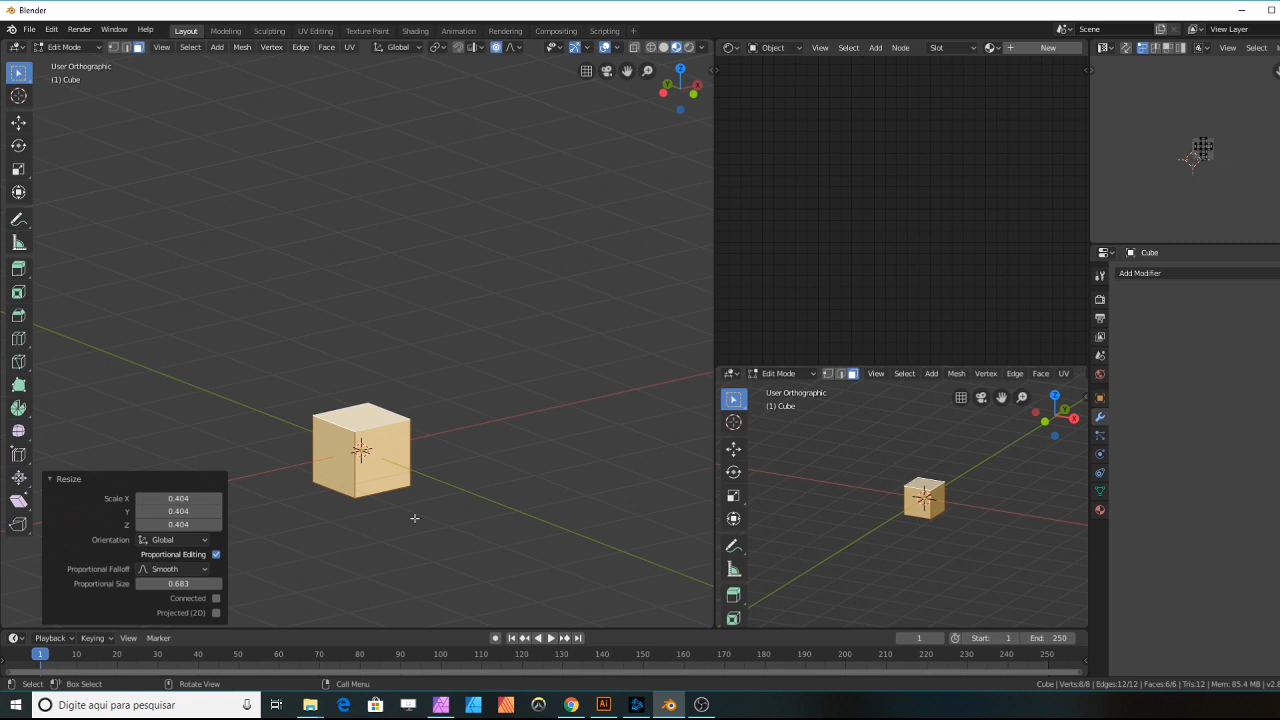 Blender
File Edit Render Window Help Layout Modeling Sculpting UV Editing Texture Paint Shading Animation Rendering Compositing Scripting + Scene View Layer
Edit Mode View Select Add Mesh Vertex Edge Face UV Global
Object View Select Add Node Slot New View Select
User Orthographic
(1) Cube
Z
Y
X
Cube
Add Modifier
Edit Mode View Select Add Mesh Vertex Edge Face UV
User Orthographic
(1) Cube
Z
Y
X
Resize
Scale X 0.404
Y 0.404
Z 0.404
Orientation Global
Proportional Editing
Proportional Falloff Smooth
Proportional Size 0.683
Connected
Projected (2D)
Playback Keying View Marker 1 Start: 1 End: 250
1 10 20 30 40 50 60 70 80 90 100 110 120 130 140 150 160 170 180 190 200 210 220 230 240 250
Select Box Select Rotate View Call Menu Cube | Verts:8/8 | Edges:12/12 | Faces:6/6 | Tris:12 | Mem: 85.4 MB | v2.8
Digite aqui para pesquisar
Ai